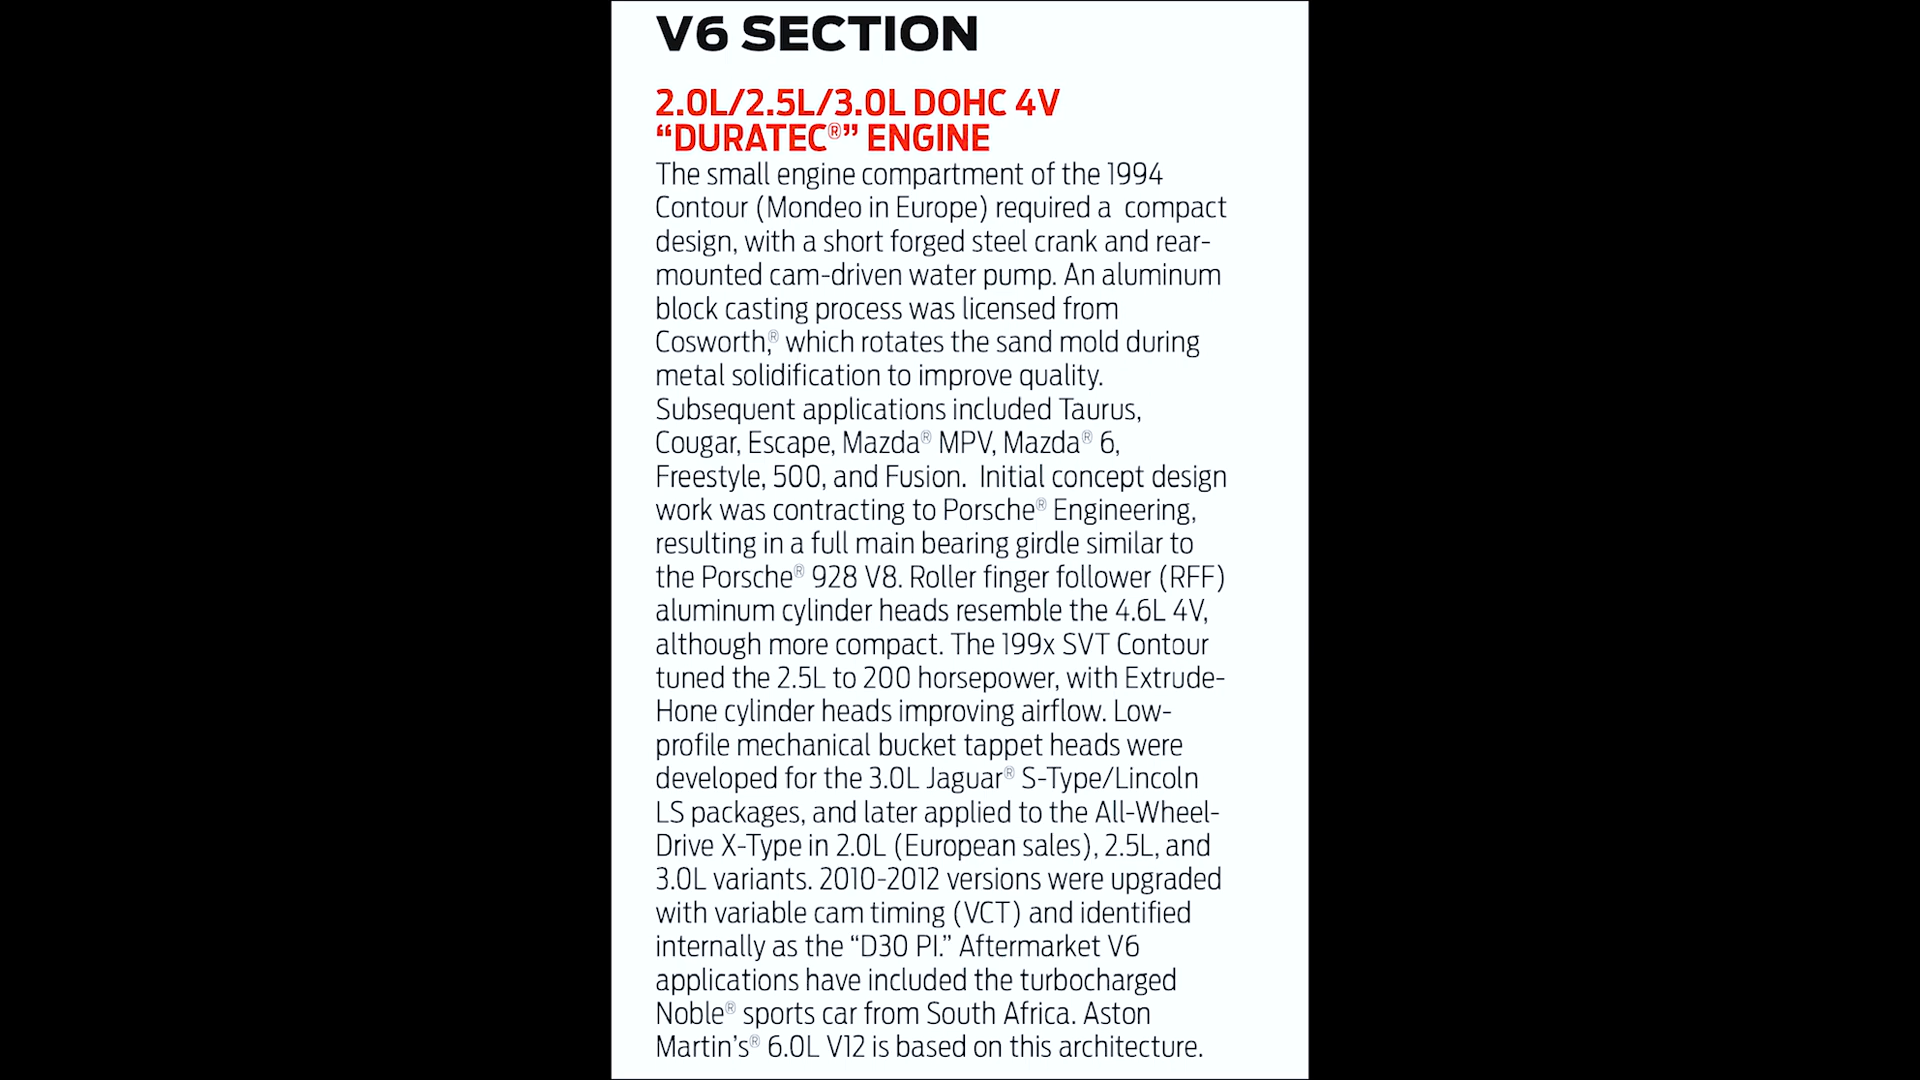 V6 SECTION
2.0L/2.5L/3.0L DOHC 4V
“DURATEC®” ENGINE
The small engine compartment of the 1994
Contour (Mondeo in Europe) required a  compact
design, with a short forged steel crank and rear-
mounted cam-driven water pump. An aluminum
block casting process was licensed from
Cosworth,® which rotates the sand mold during
metal solidification to improve quality.
Subsequent applications included Taurus,
Cougar, Escape, Mazda® MPV, Mazda® 6,
Freestyle, 500, and Fusion.  Initial concept design
work was contracting to Porsche® Engineering,
resulting in a full main bearing girdle similar to
the Porsche® 928 V8. Roller finger follower (RFF)
aluminum cylinder heads resemble the 4.6L 4V,
although more compact. The 199x SVT Contour
tuned the 2.5L to 200 horsepower, with Extrude-
Hone cylinder heads improving airflow. Low-
profile mechanical bucket tappet heads were
developed for the 3.0L Jaguar® S-Type/Lincoln
LS packages, and later applied to the All-Wheel-
Drive X-Type in 2.0L (European sales), 2.5L, and
3.0L variants. 2010-2012 versions were upgraded
with variable cam timing (VCT) and identified
internally as the “D30 PI.” Aftermarket V6
applications have included the turbocharged
Noble® sports car from South Africa. Aston
Martin’s® 6.0L V12 is based on this architecture.